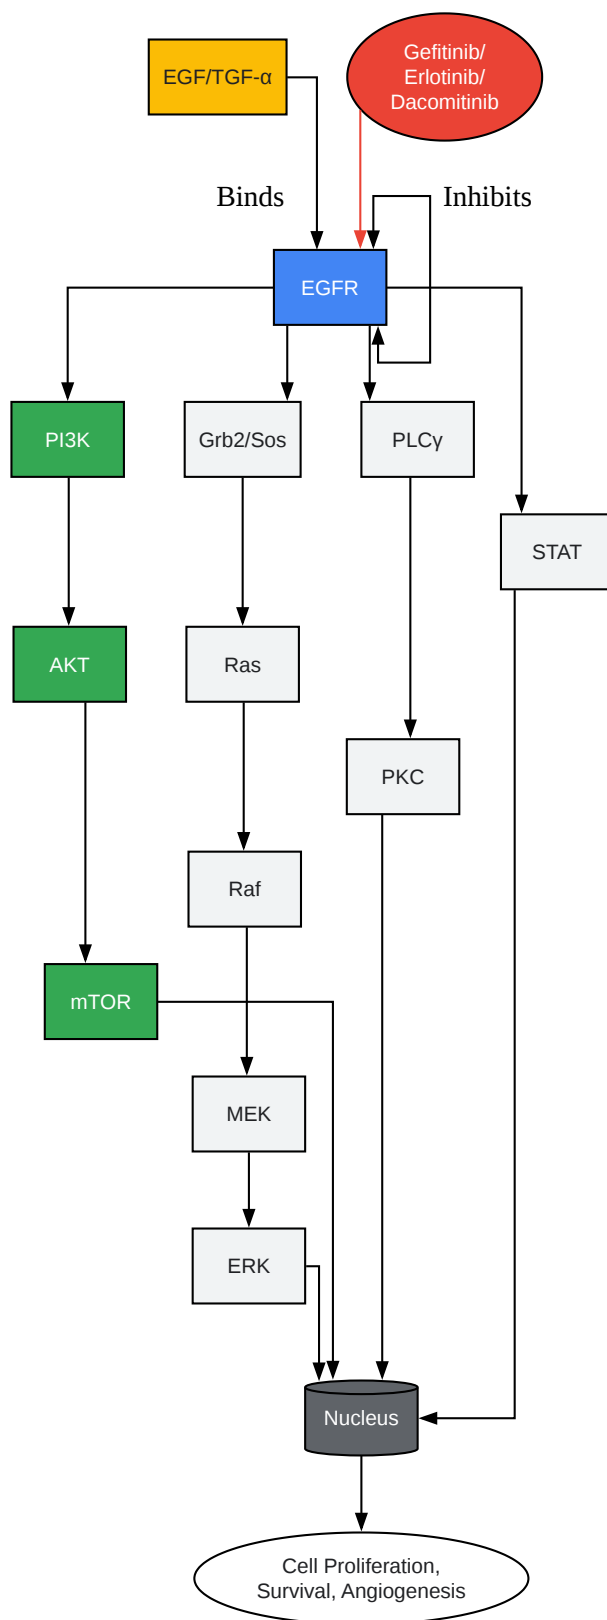 EGF/TGF-α
Gefitinib/
Erlotinib/
Dacomitinib
Binds
Inhibits
EGFR
PI3K
Grb2/Sos
PLCγ
STAT
AKT
Ras
PKC
Raf
mTOR
MEK
ERK
Nucleus
Cell Proliferation,
Survival, Angiogenesis